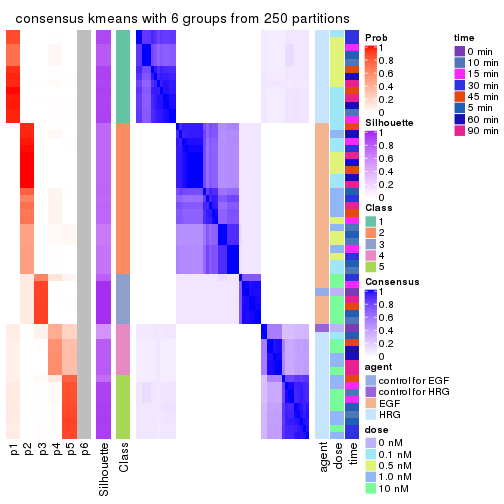 consensus kmeans with 6 groups from 250 partitions
Prob
1
0.8
0.6
0.4
0.2
0
Silhouette
1
0.8
0.6
0.4
0.2
0
Class
1
2
3
4
5
Consensus
1
0.8
0.6
0.4
0.2
0
agent
control for EGF
control for HRG
EGF
HRG
dose
0 nM
0.1 nM
0.5 nM
1.0 nM
10 nM
time
0 min
10 min
15 min
30 min
45 min
5 min
60 min
90 min
p1
p2
p3
p4
p5
p6
Silhouette
Class
agent
dose
time